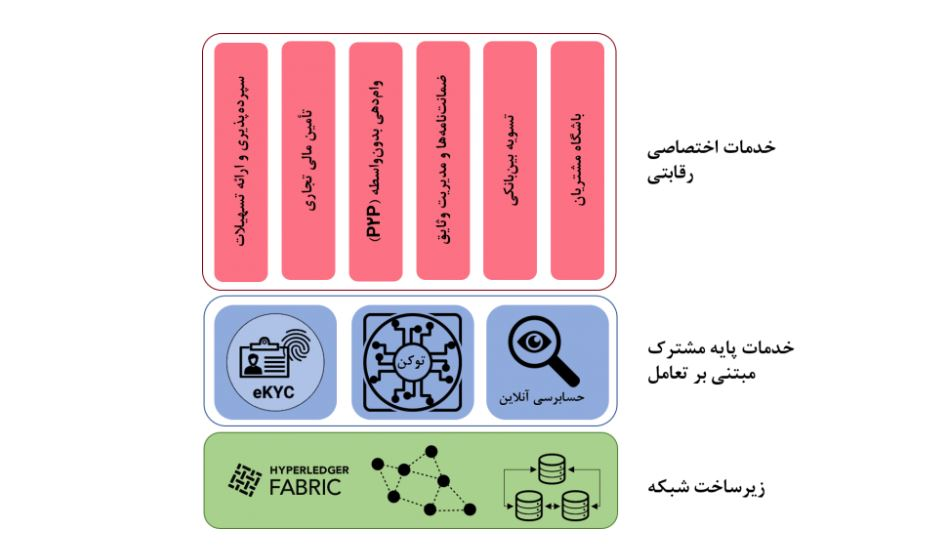 باشگاه مشتریان
تسویه بین‌بانکی
ضمانت‌نامه‌ها و مدیریت وثایق
وام‌دهی بدون‌واسطه (P۲P)
تأمین مالی تجاری
سپرده‌پذیری و ارائه تسهیلات
خدمات اختصاصی
رقابتی
حسابرسی آنلاین
توکن
eKYC
خدمات پایه مشترک
مبتنی بر تعامل
زیرساخت شبکه
HYPERLEDGER
FABRIC